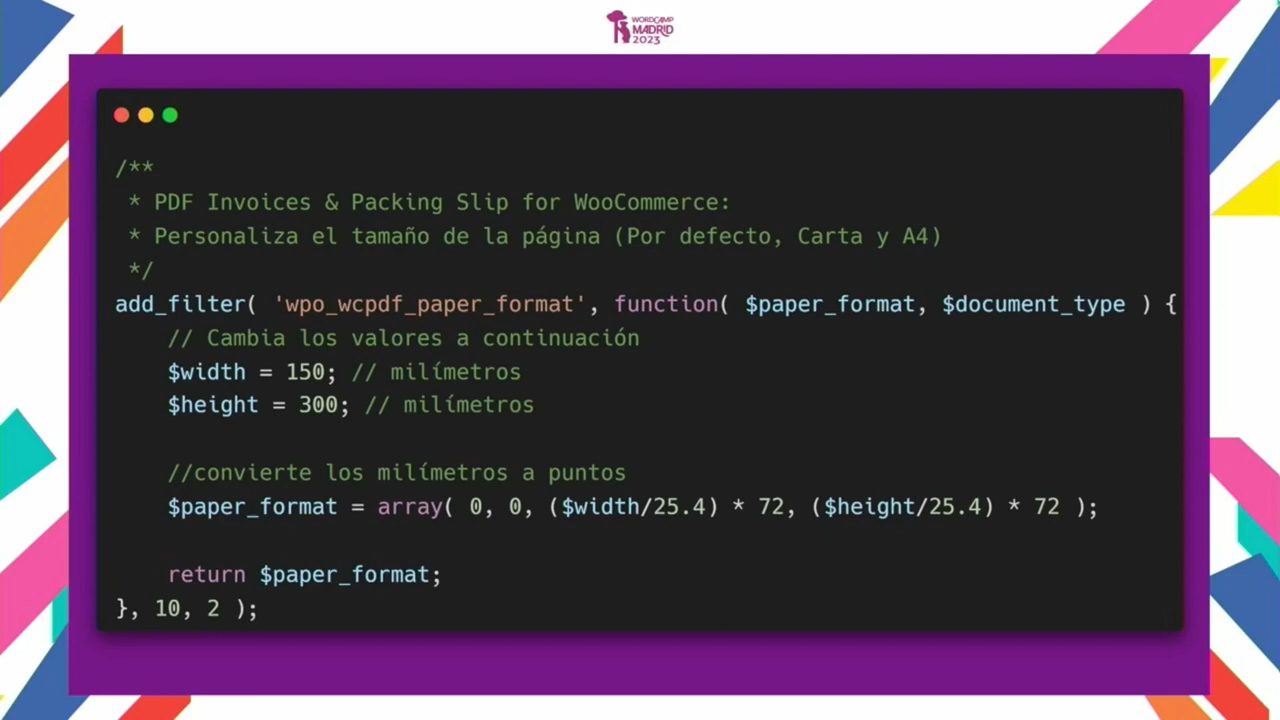 WORDCAMP
MADRID
2023
/**
 * PDF Invoices & Packing Slip for WooCommerce:
 * Personaliza el tamaño de la página (Por defecto, Carta y A4)
 */
add_filter( 'wpo_wcpdf_paper_format', function( $paper_format, $document_type ) {
    // Cambia los valores a continuación
    $width = 150; // milímetros
    $height = 300; // milímetros
    //convierte los milímetros a puntos
    $paper_format = array( 0, 0, ($width/25.4) * 72, ($height/25.4) * 72 );
    return $paper_format;
}, 10, 2 );